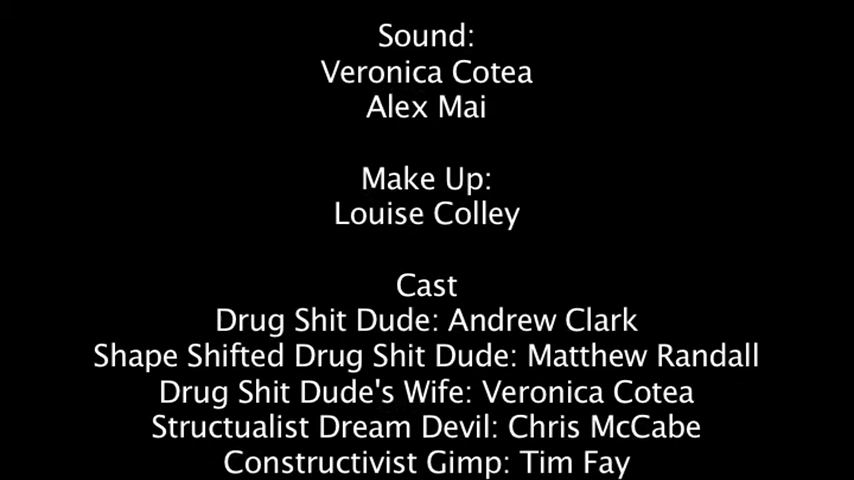 Sound:
Veronica Cotea
Alex Mai
Make Up:
Louise Colley
Cast
Drug Shit Dude: Andrew Clark
Shape Shifted Drug Shit Dude: Matthew Randall
Drug Shit Dude's Wife: Veronica Cotea
Structualist Dream Devil: Chris McCabe
Constructivist Gimp: Tim Fay